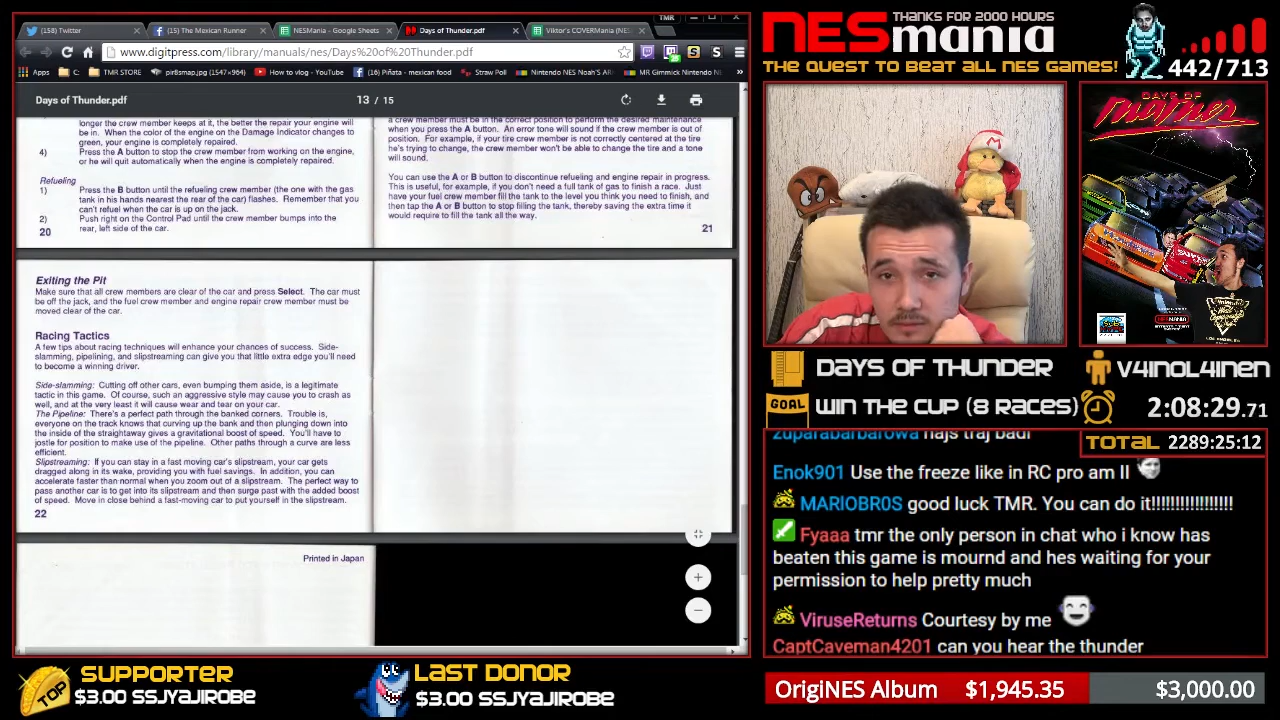 TMR
(158) Twitter
(15) The Mexican Runner
NESMania - Google Sheets
Days of Thunder.pdf
Viktor's COVERMania (NES
www.digitpress.com/library/manuals/nes/Days%20of%20Thunder.pdf
Apps
C:
TMR STORE
pir8smap.jpg (1547×964)
How to vlog - YouTube
(16) Piñata - mexican food
Straw Poll
Nintendo NES Noah'S AR
MR Gimmick Nintendo N
»
Days of Thunder.pdf
13 / 15
longer the crew member keeps at it, the better the repair your engine will
be in. When the color of the engine on the Damage Indicator changes to
green, your engine is completely repaired.
4) Press the A button to stop the crew member from working on the engine,
or he will quit automatically when the engine is completely repaired.
Refueling
1) Press the B button until the refueling crew member (the one with the gas
tank in his hands nearest the rear of the car) flashes. Remember that you
can't refuel when the car is up on the jack.
2) Push right on the Control Pad until the crew member bumps into the
rear, left side of the car.
20
a crew member must be in the correct position to perform the desired maintenance
when you press the A button. An error tone will sound if the crew member is out of
position. For example, if your tire crew member is not correctly centered at the tire
he's trying to change, the crew member won't be able to change the tire and a tone
will sound.
You can use the A or B button to discontinue refueling and engine repair in progress.
This is useful, for example, if you don't need a full tank of gas to finish a race. Just
have your fuel crew member fill the tank to the level you think you need to finish, and
then tap the A or B button to stop filling the tank, thereby saving the extra time it
would require to fill the tank all the way.
21
Exiting the Pit
Make sure that all crew members are clear of the car and press Select. The car must
be off the jack, and the fuel crew member and engine repair crew member must be
moved clear of the car.
Racing Tactics
A few tips about racing techniques will enhance your chances of success. Side-
slamming, pipelining, and slipstreaming can give you that little extra edge you'll need
to become a winning driver.
Side-slamming: Cutting off other cars, even bumping them aside, is a legitimate
tactic in this game. Of course, such an aggressive style may cause you to crash as
well, and at the very least it will cause wear and tear on your car.
The Pipeline: There's a perfect path through the banked corners. Trouble is,
everyone on the track knows that curving up the bank and then plunging down into
the inside of the straightaway gives a gravitational boost of speed. You'll have to
jostle for position to make use of the pipeline. Other paths through a curve are less
efficient.
Slipstreaming: If you can stay in a fast moving car's slipstream, your car gets
dragged along in its wake, providing you with fuel savings. In addition, you can
accelerate faster than normal when you zoom out of a slipstream. The perfect way to
pass another car is to get into its slipstream and then surge past with the added boost
of speed. Move in close behind a fast-moving car to put yourself in the slipstream.
22
Printed in Japan
TOP
SUPPORTER
$3.00 SSJYAJIROBE
LAST DONOR
$3.00 SSJYAJIROBE
NESmania
THANKS FOR 2000 HOURS
THE QUEST TO BEAT ALL NES GAMES!
442/713
DAYS OF
DAYS OF THUNDER
V4INOL4INEN
GOAL
WIN THE CUP (8 RACES)
2:08:29.71
TOTAL 2289:25:12
zuparabarbarowa najs traj badi
Enok901 Use the freeze like in RC pro am II
MARIOBR0S good luck TMR. You can do it!!!!!!!!!!!!!!!!!
Fyaaa tmr the only person in chat who i know has
beaten this game is mournd and hes waiting for your
permission to help pretty much
ViruseReturns Courtesy by me
CaptCaveman4201 can you hear the thunder
OrigiNES Album $1,945.35 $3,000.00